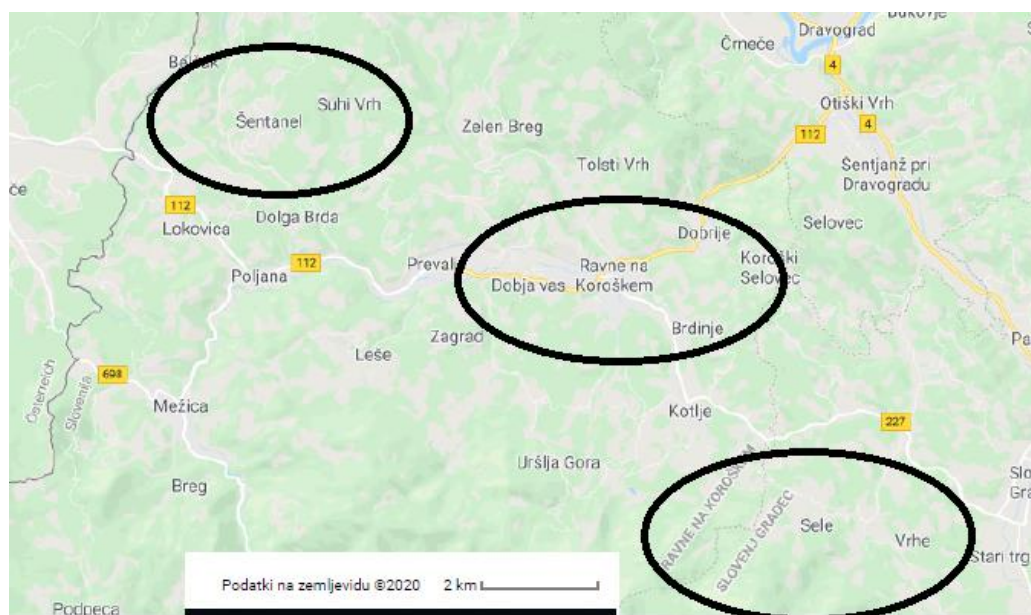 Dravograd
Črneče
4
Suhi Vrh
Šentanel
Otiški Vrh
Zelen Breg
112
4
Tolsti Vrh
Šentjanž pri
Dravogradu
112
Lokovica
Dolga Brda
Dobrije
Selovec
Koroški
Selovec
112
Poljana
Ravne na
Koroškem
Dobja vas
Brdinje
Zagrad
Leše
Österreich
Slovenija
698
Mežica
Kotlje
227
Uršlja Gora
Breg
RAVNE NA KOROŠKEM
SLOVENJ GRADEC
Sele
Vrhe
Stari trg
Podatki na zemljevidu ©2020 2 km
Podpeca